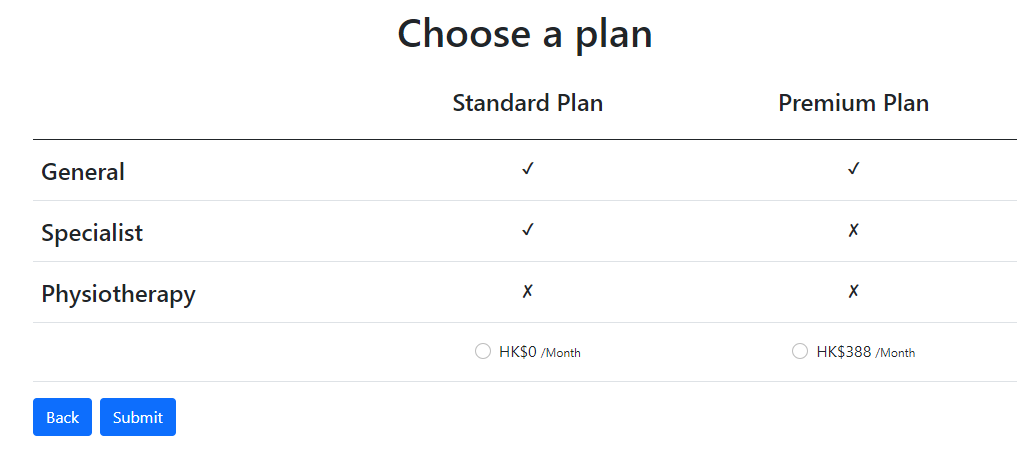 Choose a plan
Standard Plan Premium Plan
General ✓ ✓
Specialist ✓ ✗
Physiotherapy ✗ ✗
HK$0 /Month HK$388 /Month
Back Submit